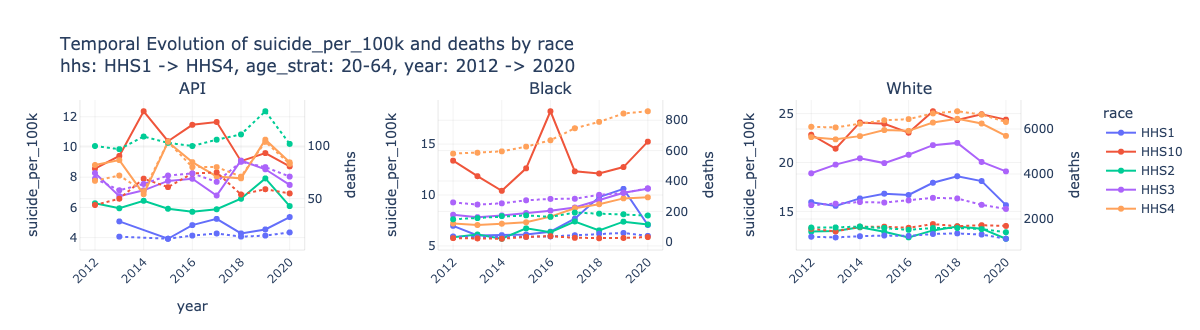 Temporal Evolution of suicide_per_100k and deaths by race
hhs: HHS1 -> HHS4, age_strat: 20-64, year: 2012 -> 2020
API
Black
White
suicide_per_100k
12
10
8
6
4
100
50
deaths
2012
2014
2016
2018
2020
year
suicide_per_100k
15
10
5
800
600
400
200
0
deaths
2012
2014
2016
2018
2020
suicide_per_100k
25
20
15
6000
4000
2000
deaths
2012
2014
2016
2018
2020
race
HHS1
HHS10
HHS2
HHS3
HHS4